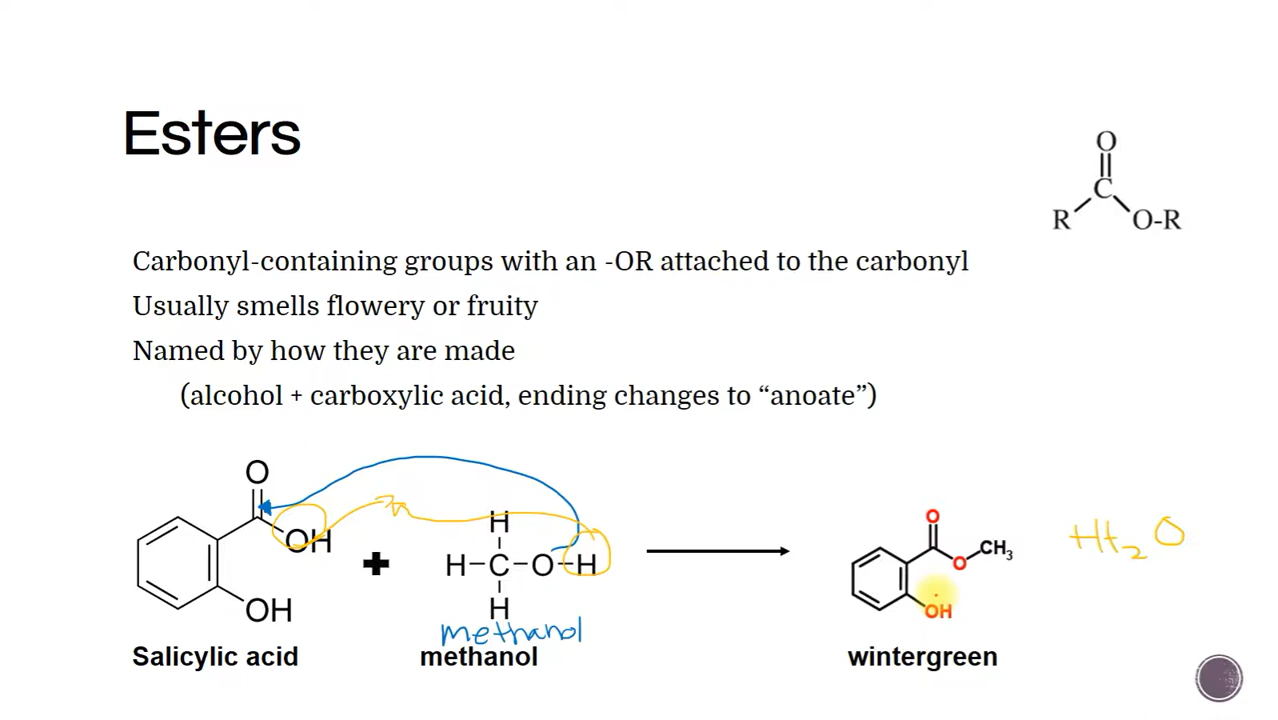 Esters
O
C
R O-R
Carbonyl-containing groups with an -OR attached to the carbonyl
Usually smells flowery or fruity
Named by how they are made
(alcohol + carboxylic acid, ending changes to “anoate”)
O
OH
OH
Salicylic acid
+
H
H-C-O-H
H
methanol
methanol
O
O CH3
OH
wintergreen
H2O